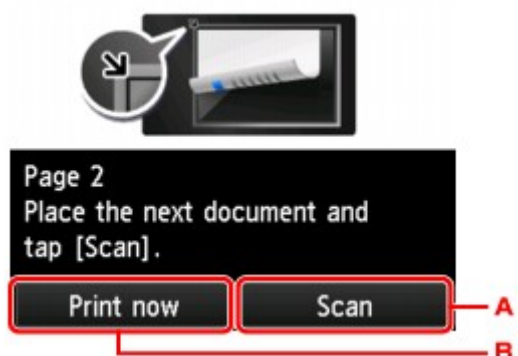 Page 2
Place the next document and
tap [Scan].
Print now
Scan
A
B